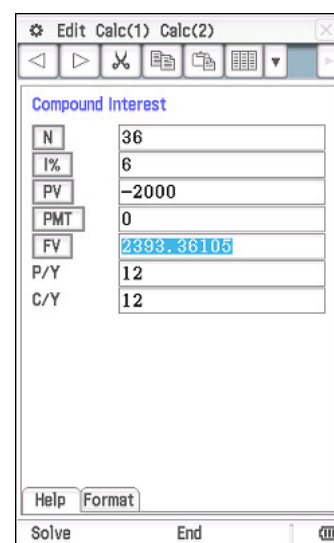 Edit Calc(1) Calc(2)
Compound Interest
N 36
I% 6
PV −2000
PMT 0
FV 2393.36105
P/Y 12
C/Y 12
Help Format
Solve End